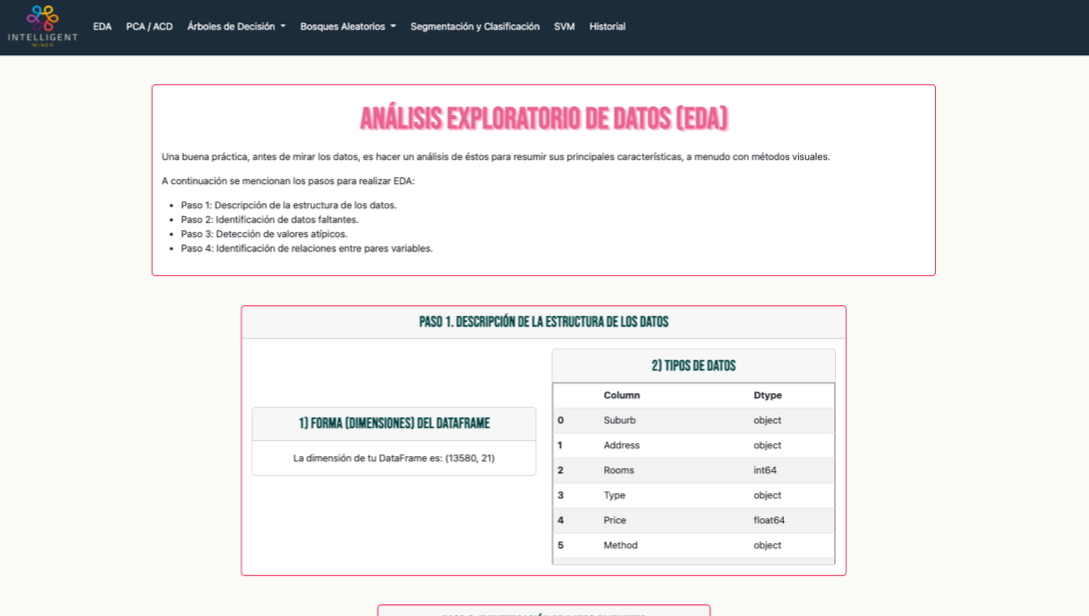 INTELLIGENT
MINER
EDA PCA / ACD Árboles de Decisión Bosques Aleatorios Segmentación y Clasificación SVM Historial
ANÁLISIS EXPLORATORIO DE DATOS (EDA)
Una buena práctica, antes de mirar los datos, es hacer un análisis de éstos para resumir sus principales características, a menudo con métodos visuales.
A continuación se mencionan los pasos para realizar EDA:
• Paso 1: Descripción de la estructura de los datos.
• Paso 2: Identificación de datos faltantes.
• Paso 3: Detección de valores atípicos.
• Paso 4: Identificación de relaciones entre pares variables.
PASO 1. DESCRIPCIÓN DE LA ESTRUCTURA DE LOS DATOS
1) FORMA (DIMENSIONES) DEL DATAFRAME
La dimensión de tu DataFrame es: (13580, 21)
2) TIPOS DE DATOS
Column Dtype
0 Suburb object
1 Address object
2 Rooms int64
3 Type object
4 Price float64
5 Method object